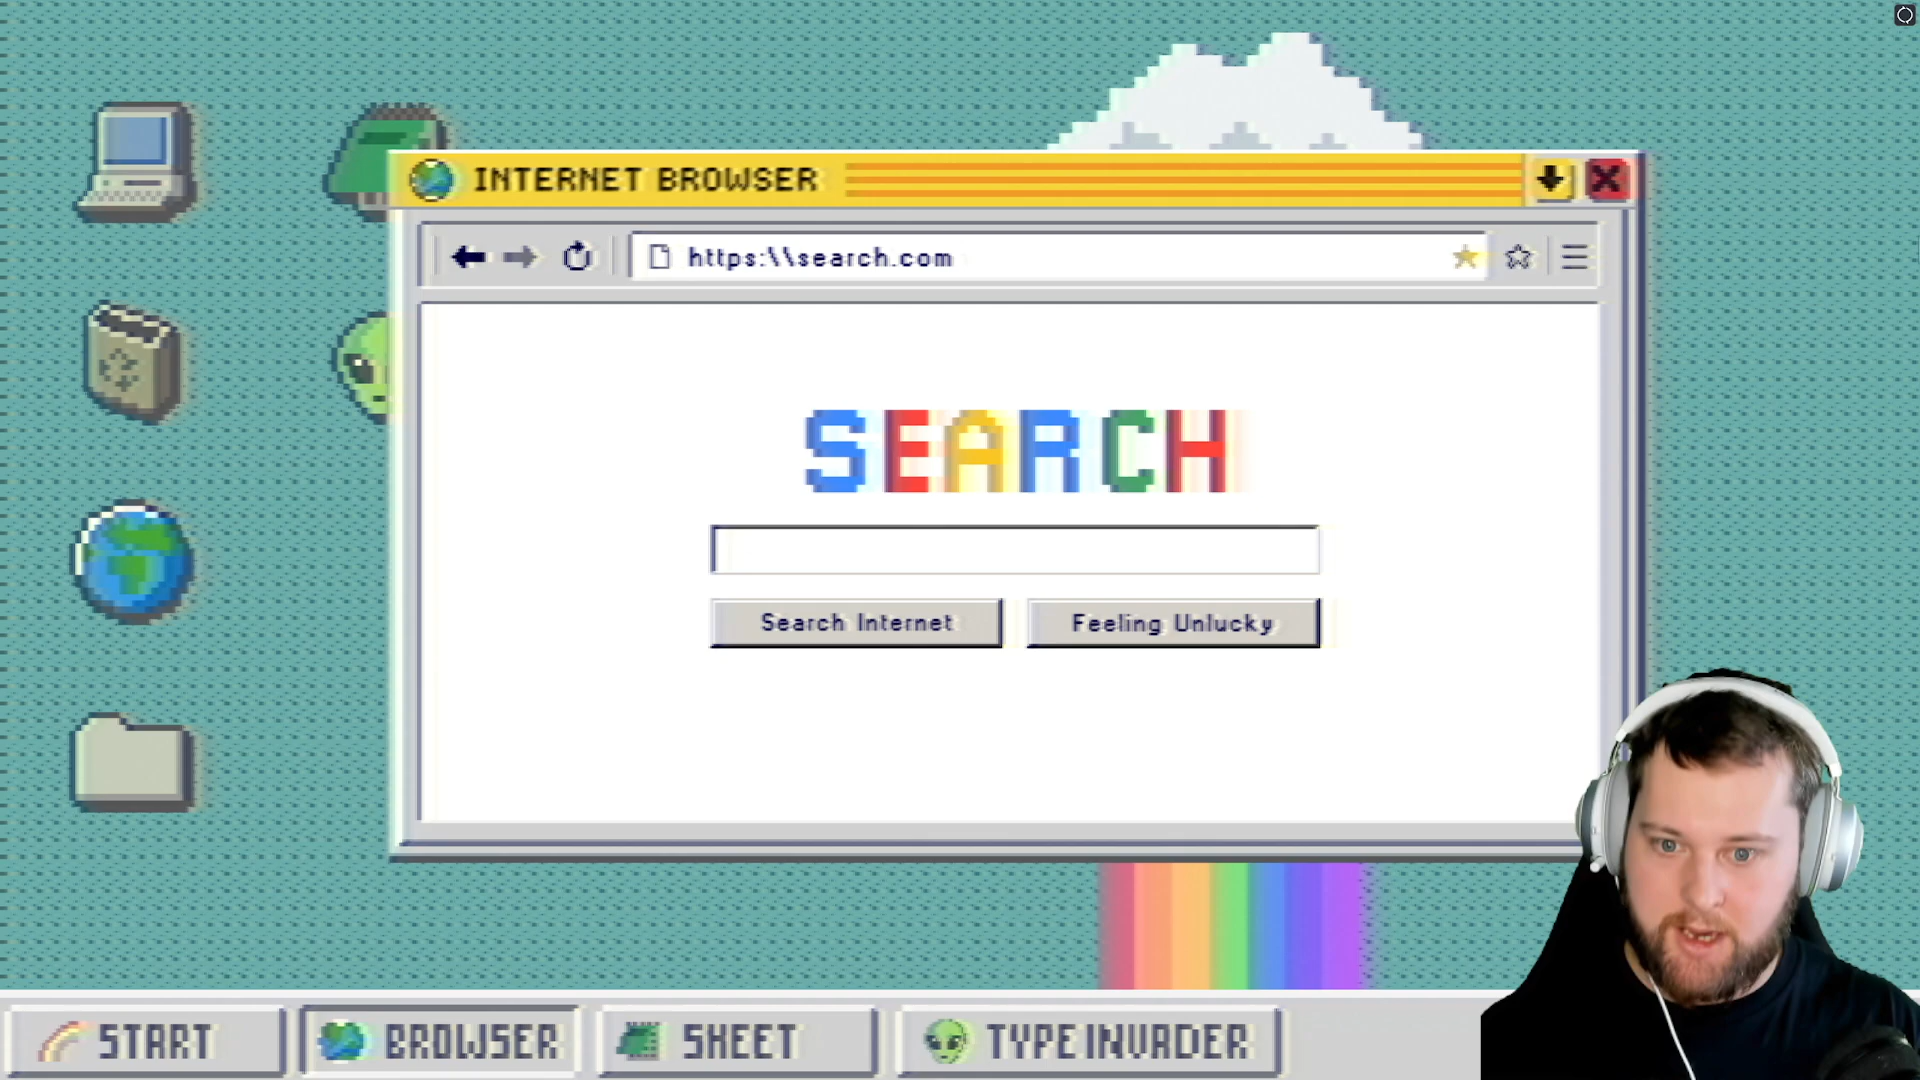 INTERNET BROWSER
https:\\search.com
SEARCH
Search Internet
Feeling Unlucky
START
BROWSER
SHEET
TYPE INVADER